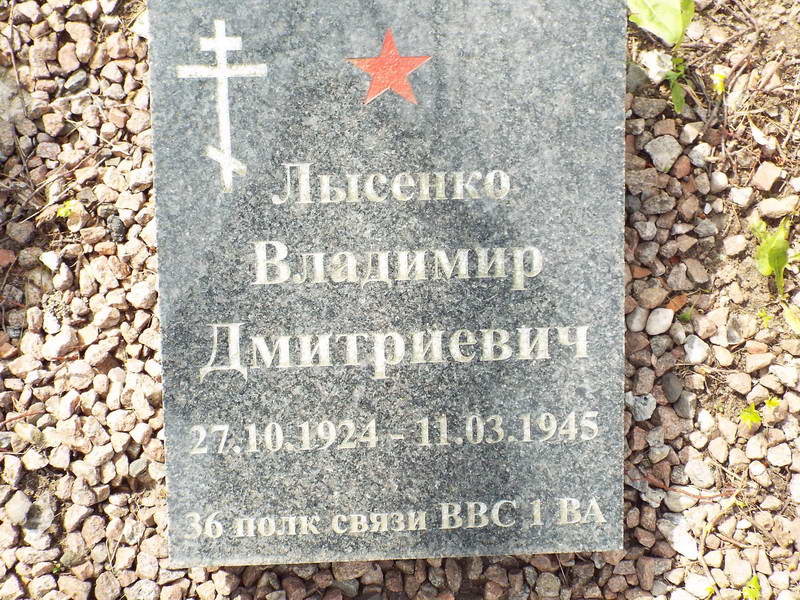 Лысенко
Владимир
Дмитриевич
27.10.1924 - 11.03.1945
36 полк связи ВВС 1 ВА